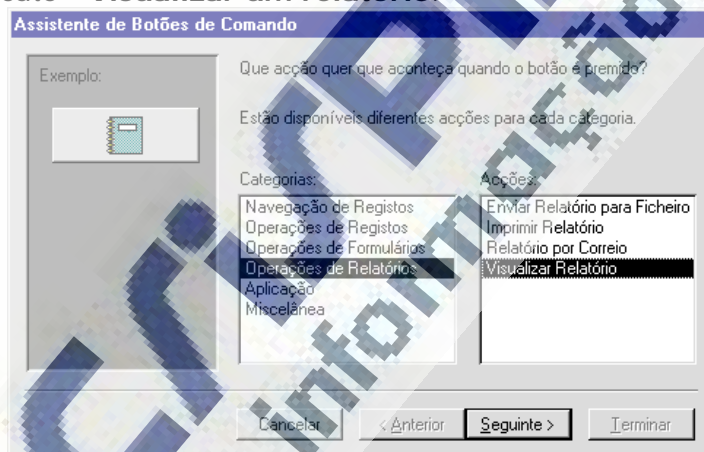 Visualizar um relatório.
Assistente de Botões de Comando
Exemplo:
Que acção quer que aconteça quando o botão é premido?
Estão disponíveis diferentes acções para cada categoria.
Categorias:
Navegação de Registos
Operações de Registos
Operações de Formulários
Operações de Relatórios
Aplicação
Miscelânea
Acções:
Enviar Relatório para Ficheiro
Imprimir Relatório
Relatório por Correio
Visualizar Relatório
Cancelar
< Anterior
Seguinte >
Terminar
informação